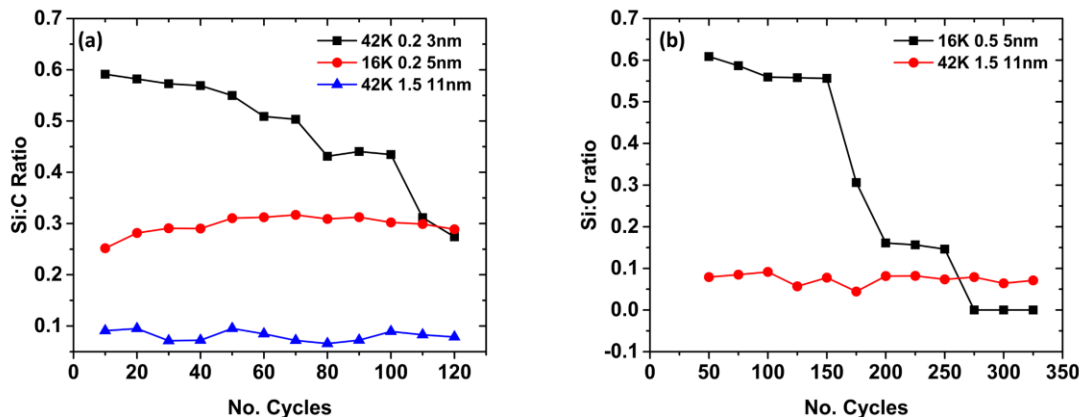 (a)
42K 0.2 3nm
16K 0.2 5nm
42K 1.5 11nm
Si:C Ratio
0.7
0.6
0.5
0.4
0.3
0.2
0.1
0 20 40 60 80 100 120
No. Cycles
(b)
16K 0.5 5nm
42K 1.5 11nm
Si:C ratio
0.7
0.6
0.5
0.4
0.3
0.2
0.1
0.0
-0.1
0 50 100 150 200 250 300 350
No. Cycles